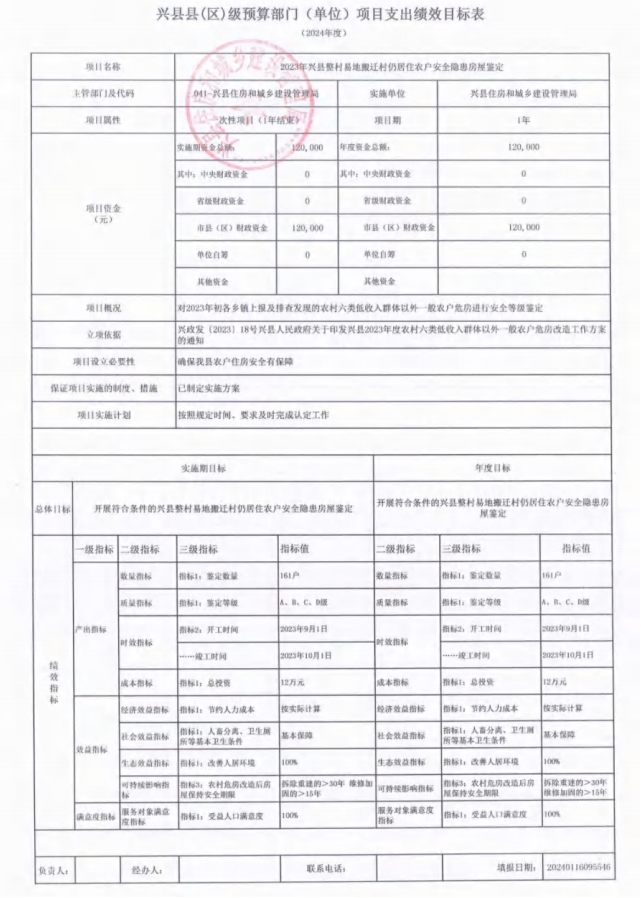 兴县县(区)级预算部门（单位）项目支出绩效目标表
（2024年度）
项目名称 2023年兴县整村易地搬迁村仍居住农户安全隐患房屋鉴定
主管部门及代码 041-兴县住房和城乡建设管理局 实施单位 兴县住房和城乡建设管理局
项目属性 一次性项目（1年结束） 项目期 1年
项目资金（元）
实施期资金总额： 120,000 年度资金总额： 120,000
其中：中央财政资金 0 其中：中央财政资金 0
省级财政资金 0 省级财政资金 0
市县（区）财政资金 120,000 市县（区）财政资金 120,000
单位自筹 0 单位自筹 0
其他资金 其他资金
项目概况 对2023年初各乡镇上报及排查发现的农村六类低收入群体以外一般农户危房进行安全等级鉴定
立项依据 兴政发〔2023〕18号兴县人民政府关于印发兴县2023年度农村六类低收入群体以外一般农户危房改造工作方案
的通知
项目设立必要性 确保我县农户住房安全有保障
保证项目实施的制度、措施 已制定实施方案
项目实施计划 按照规定时间、要求及时完成认定工作
实施期目标 年度目标
总体目标 开展符合条件的兴县整村易地搬迁村仍居住农户安全隐患房屋鉴定 开展符合条件的兴县整村易地搬迁村仍居住农户安全隐患房
屋鉴定
绩效指标
一级指标 二级指标 三级指标 指标值 二级指标 三级指标 指标值
产出指标
数量指标 指标1：鉴定数量 161户 数量指标 指标1：鉴定数量 161户
质量指标 指标1：鉴定等级 A、B、C、D级 质量指标 指标1：鉴定等级 A、B、C、D级
时效指标 指标2：开工时间 2023年9月1日 时效指标 指标2：开工时间 2023年9月1日
……竣工时间 2023年10月1日 ……竣工时间 2023年10月1日
成本指标 指标1：总投资 12万元 成本指标 指标1：总投资 12万元
效益指标
经济效益指标 指标1：节约人力成本 按实际计算 经济效益指标 指标1：节约人力成本 按实际计算
社会效益指标 指标1：人畜分离、卫生厕 基本保障 社会效益指标 指标1：人畜分离、卫生厕 基本保障
所等基本卫生条件 所等基本卫生条件
生态效益指标 指标1：改善人居环境 100% 生态效益指标 指标1：改善人居环境 100%
可持续影响指 指标3：农村危房改造后房 拆除重建的>30年 维修加 可持续影响指标 指标3：农村危房改造后房 拆除重建的>30年
标 屋保持安全期限 固的>15年 屋保持安全期限 维修加固的>15年
满意度指标 服务对象满意 指标1：受益人口满意度 100% 服务对象满意度 指标1：受益人口满意度 100%
度指标 指标
负责人： 经办人： 联系电话： 填报日期： 20240116095546